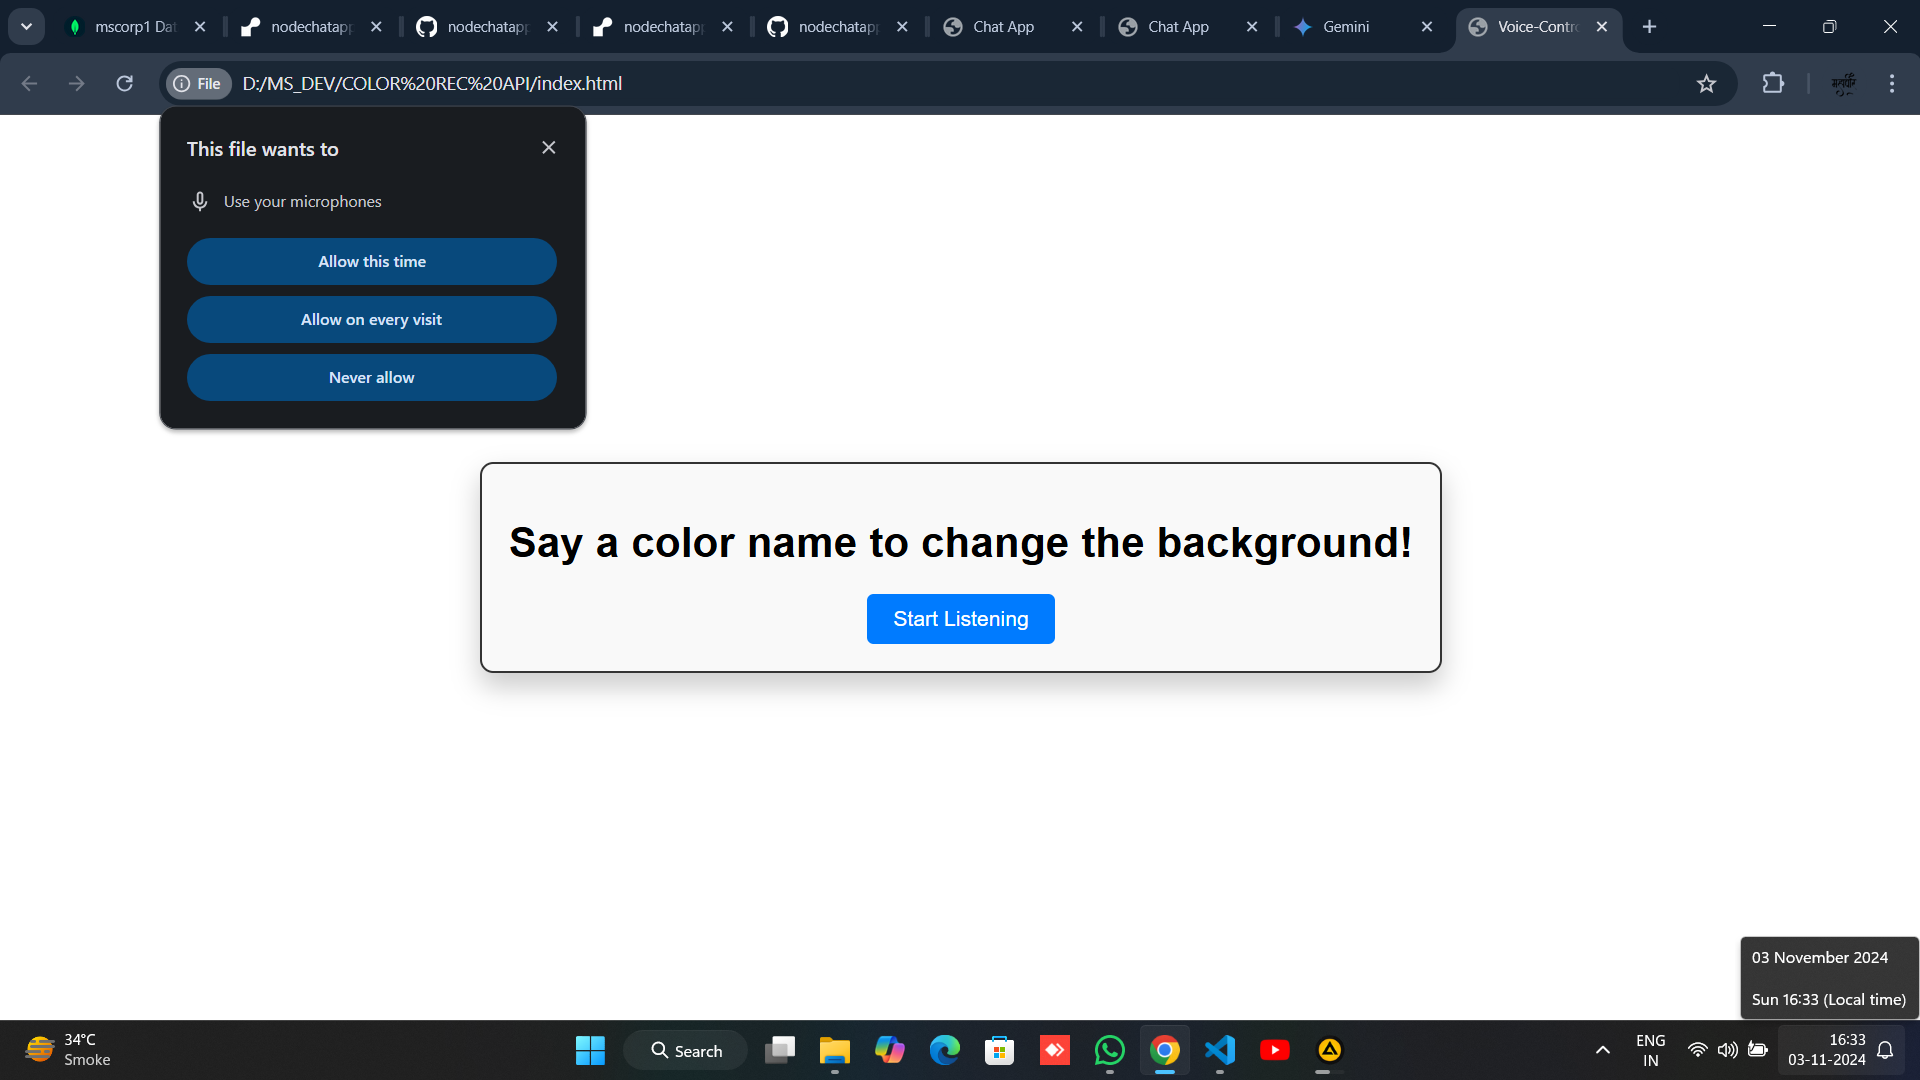 mscorp1 Dat
nodechatapp
nodechatapp
nodechatapp
nodechatapp
Chat App
Chat App
Gemini
Voice-Contro
File
D:/MS_DEV/COLOR%20REC%20API/index.html
This file wants to
Use your microphones
Allow this time
Allow on every visit
Never allow
Say a color name to change the background!
Start Listening
03 November 2024
Sun 16:33 (Local time)
34°C
Smoke
Search
ENG
IN
16:33
03-11-2024